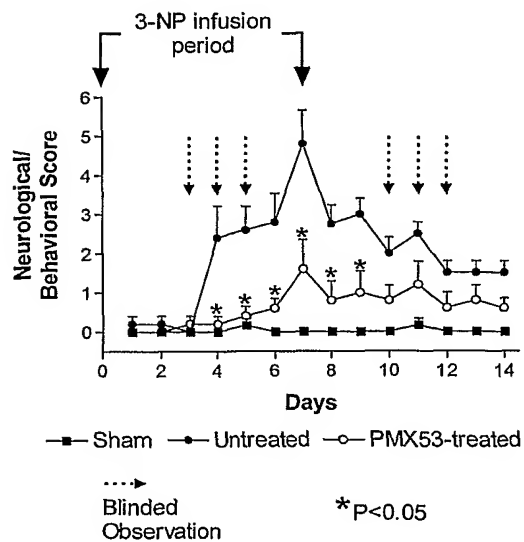 3-NP infusion
period
Neurological/
Behavioral Score
6
5
4
3
2
1
0
* * * * * *
0 2 4 6 8 10 12 14
Days
Sham Untreated PMX53-treated
Blinded
Observation
*P<0.05